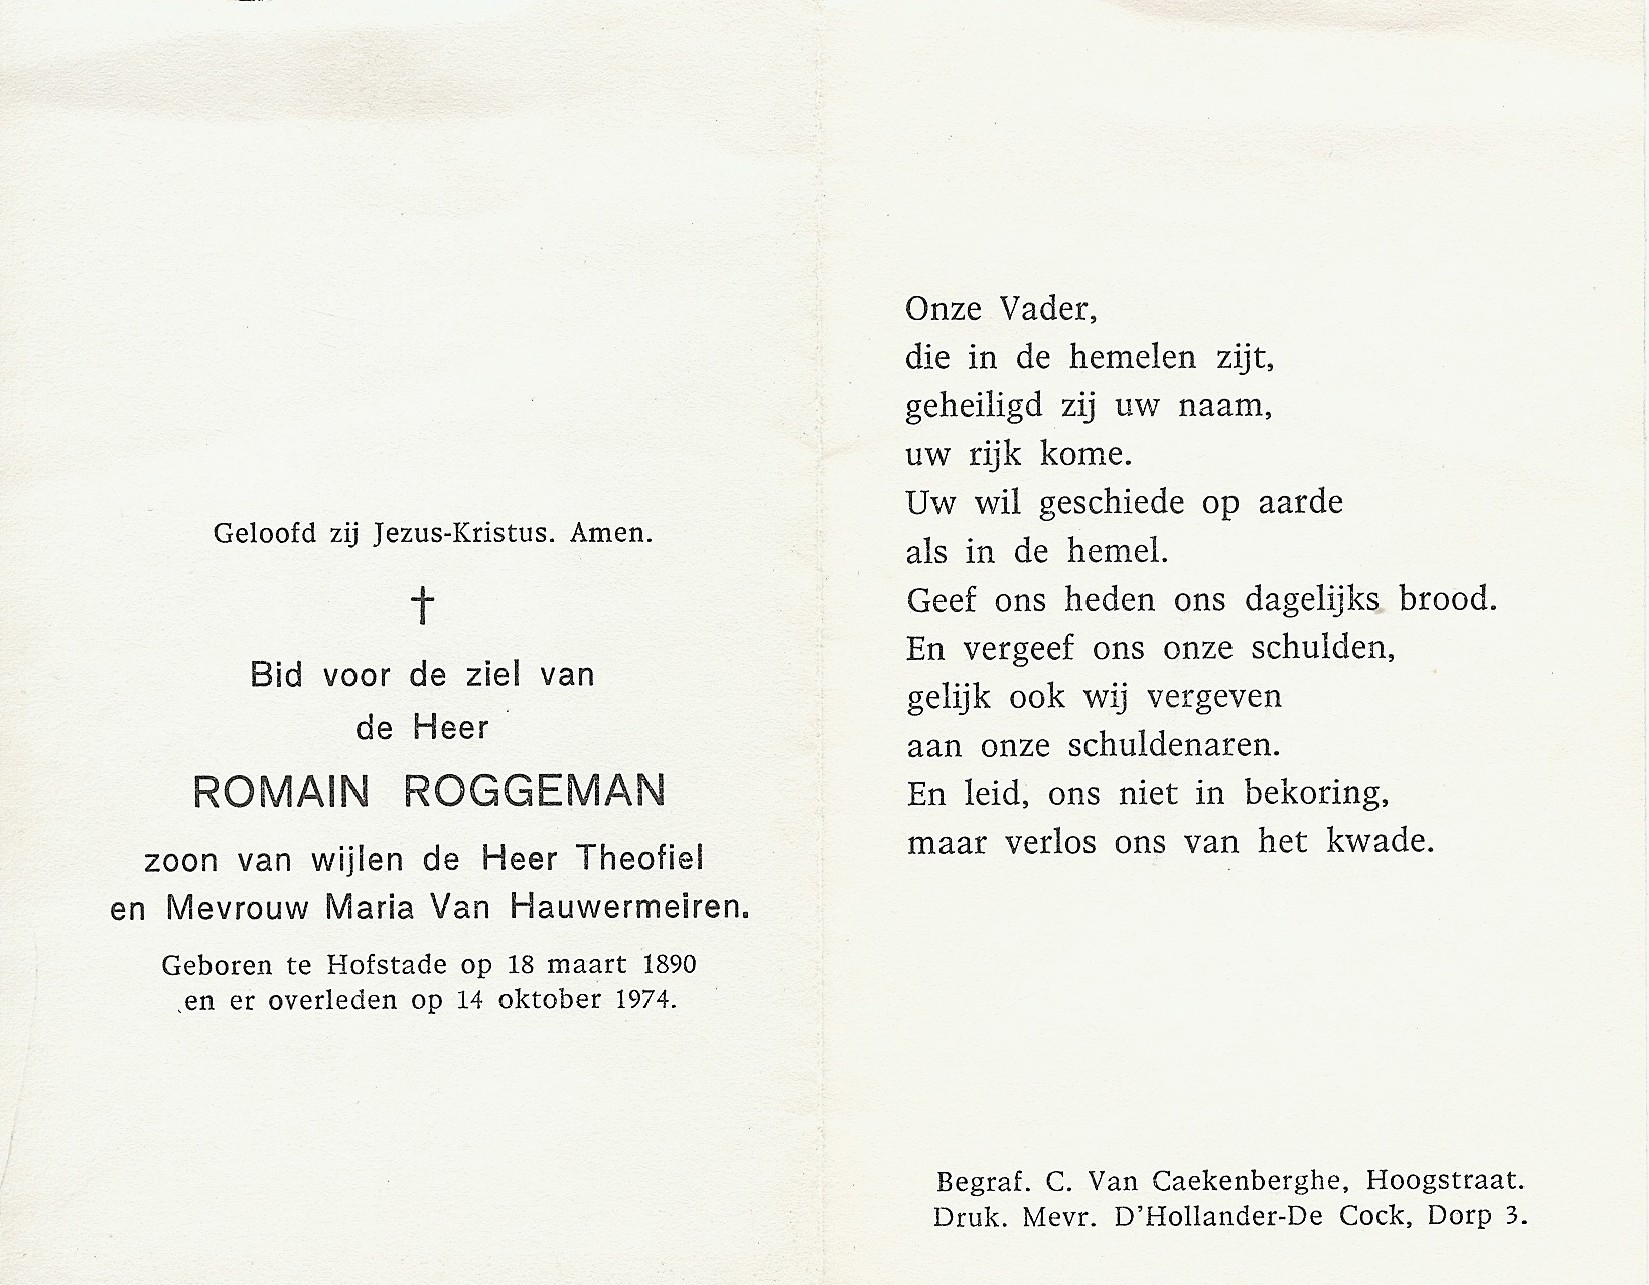 Geloofd zij Jezus-Kristus. Amen.
†
Bid voor de ziel van
de Heer
ROMAIN ROGGEMAN
zoon van wijlen de Heer Theofiel
en Mevrouw Maria Van Hauwermeiren.
Geboren te Hofstade op 18 maart 1890
en er overleden op 14 oktober 1974.
Onze Vader,
die in de hemelen zijt,
geheiligd zij uw naam,
uw rijk kome.
Uw wil geschiede op aarde
als in de hemel.
Geef ons heden ons dagelijks brood.
En vergeef ons onze schulden,
gelijk ook wij vergeven
aan onze schuldenaren.
En leid, ons niet in bekoring,
maar verlos ons van het kwade.
Begraf. C. Van Caekenberghe, Hoogstraat.
Druk. Mevr. D'Hollander-De Cock, Dorp 3.